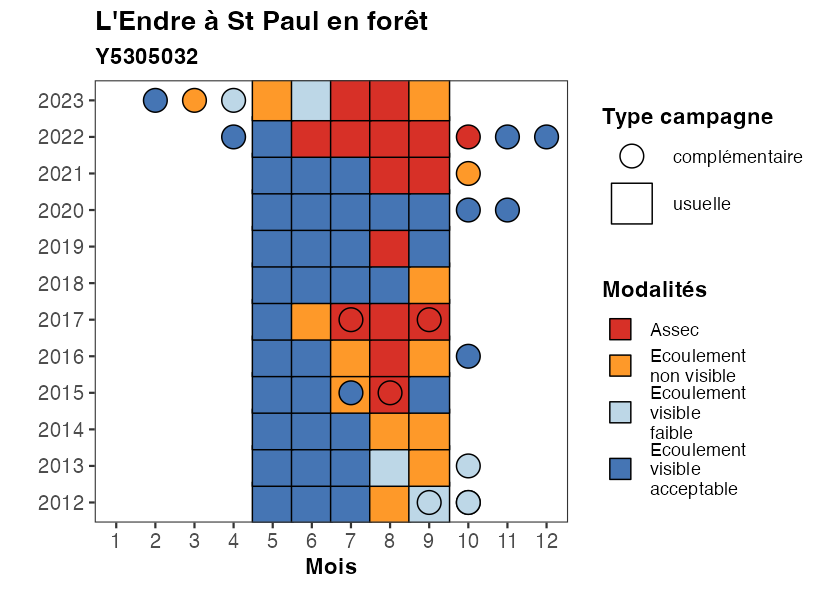 L'Endre à St Paul en forêt
Y5305032
2023
2022
2021
2020
2019
2018
2017
2016
2015
2014
2013
2012
1 2 3 4 5 6 7 8 9 10 11 12
Mois
Type campagne
complémentaire
usuelle
Modalités
Assec
Ecoulement
non visible
Ecoulement
visible
faible
Ecoulement
visible
acceptable